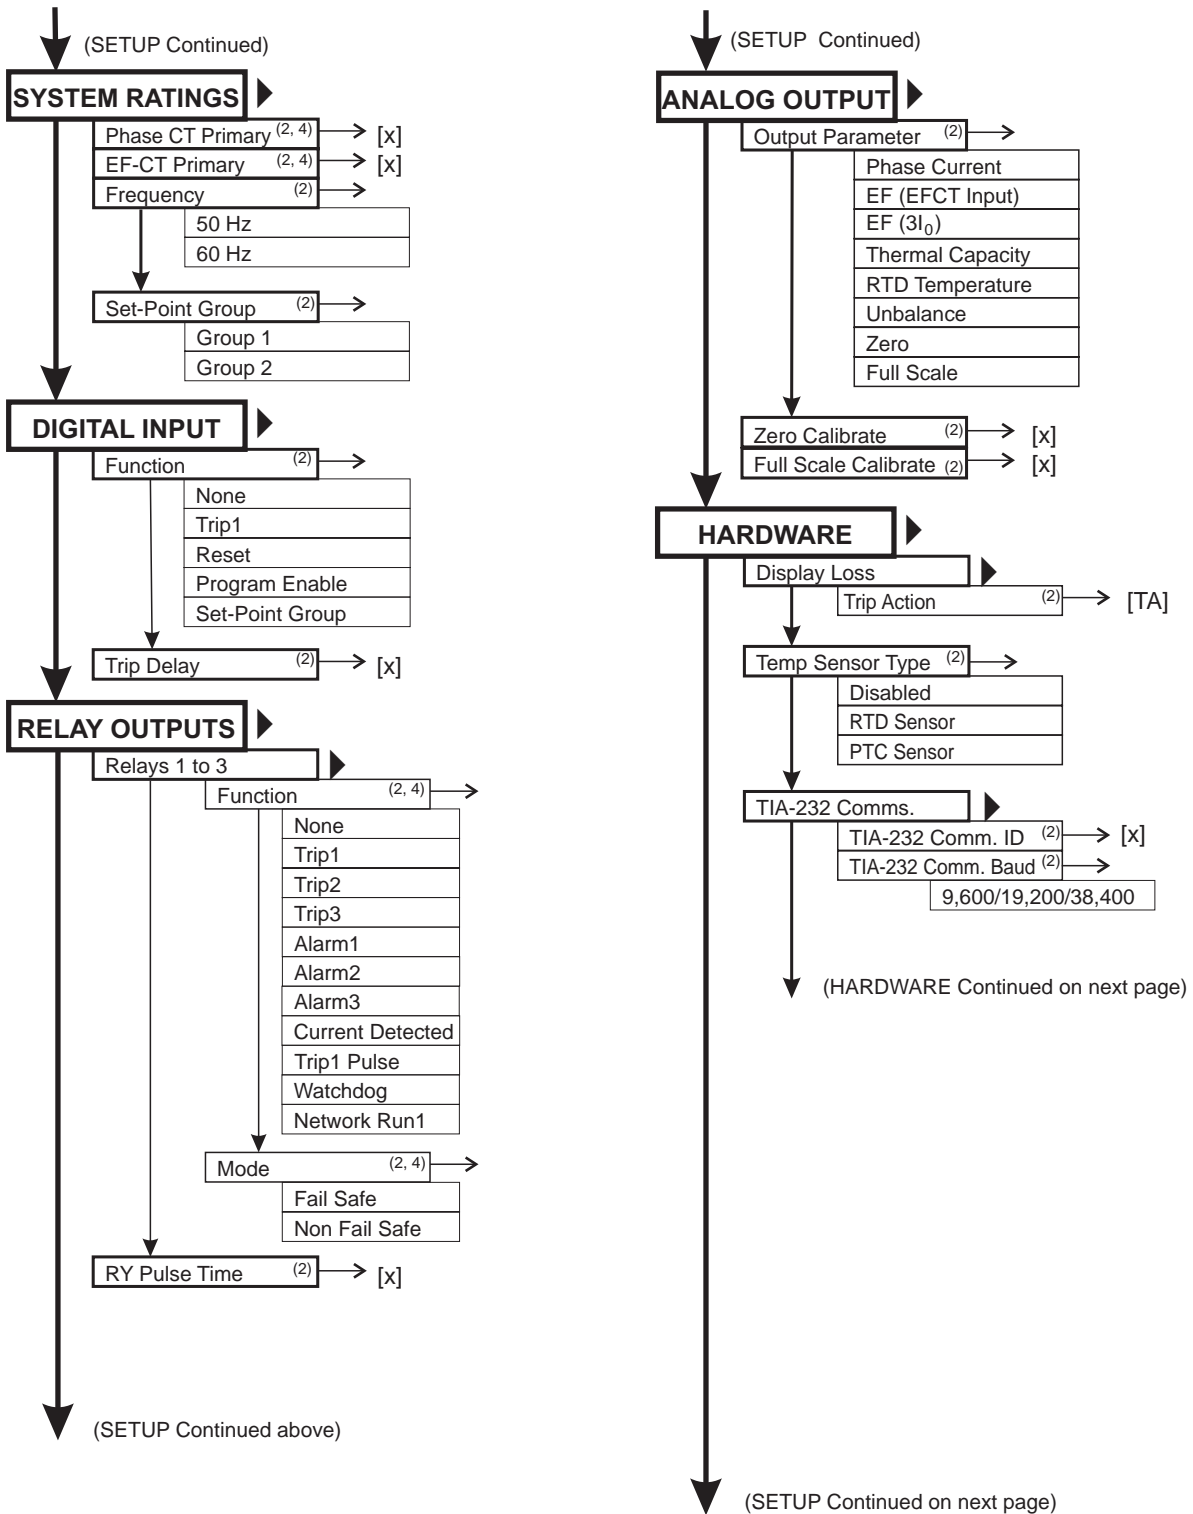 (SETUP Continued)
SYSTEM RATINGS
Phase CT Primary (2, 4) [x]
EF-CT Primary (2, 4) [x]
Frequency (2)
50 Hz
60 Hz
Set-Point Group (2)
Group 1
Group 2
DIGITAL INPUT
Function (2)
None
Trip1
Reset
Program Enable
Set-Point Group
Trip Delay (2) [x]
RELAY OUTPUTS
Relays 1 to 3
Function (2, 4)
None
Trip1
Trip2
Trip3
Alarm1
Alarm2
Alarm3
Current Detected
Trip1 Pulse
Watchdog
Network Run1
Mode (2, 4)
Fail Safe
Non Fail Safe
RY Pulse Time (2) [x]
(SETUP Continued above)
(SETUP Continued)
ANALOG OUTPUT
Output Parameter (2)
Phase Current
EF (EFCT Input)
EF (3I0)
Thermal Capacity
RTD Temperature
Unbalance
Zero
Full Scale
Zero Calibrate (2) [x]
Full Scale Calibrate (2) [x]
HARDWARE
Display Loss
Trip Action (2) [TA]
Temp Sensor Type (2)
Disabled
RTD Sensor
PTC Sensor
TIA-232 Comms.
TIA-232 Comm. ID (2) [x]
TIA-232 Comm. Baud (2)
9,600/19,200/38,400
(HARDWARE Continued on next page)
(SETUP Continued on next page)